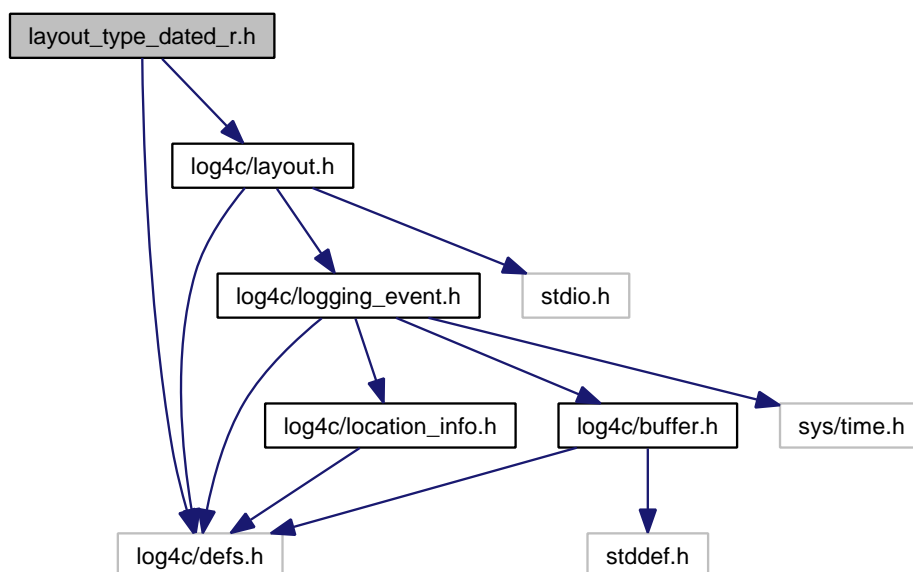 layout_type_dated_r.h
log4c/layout.h
log4c/logging_event.h
stdio.h
log4c/location_info.h
log4c/buffer.h
sys/time.h
log4c/defs.h
stddef.h